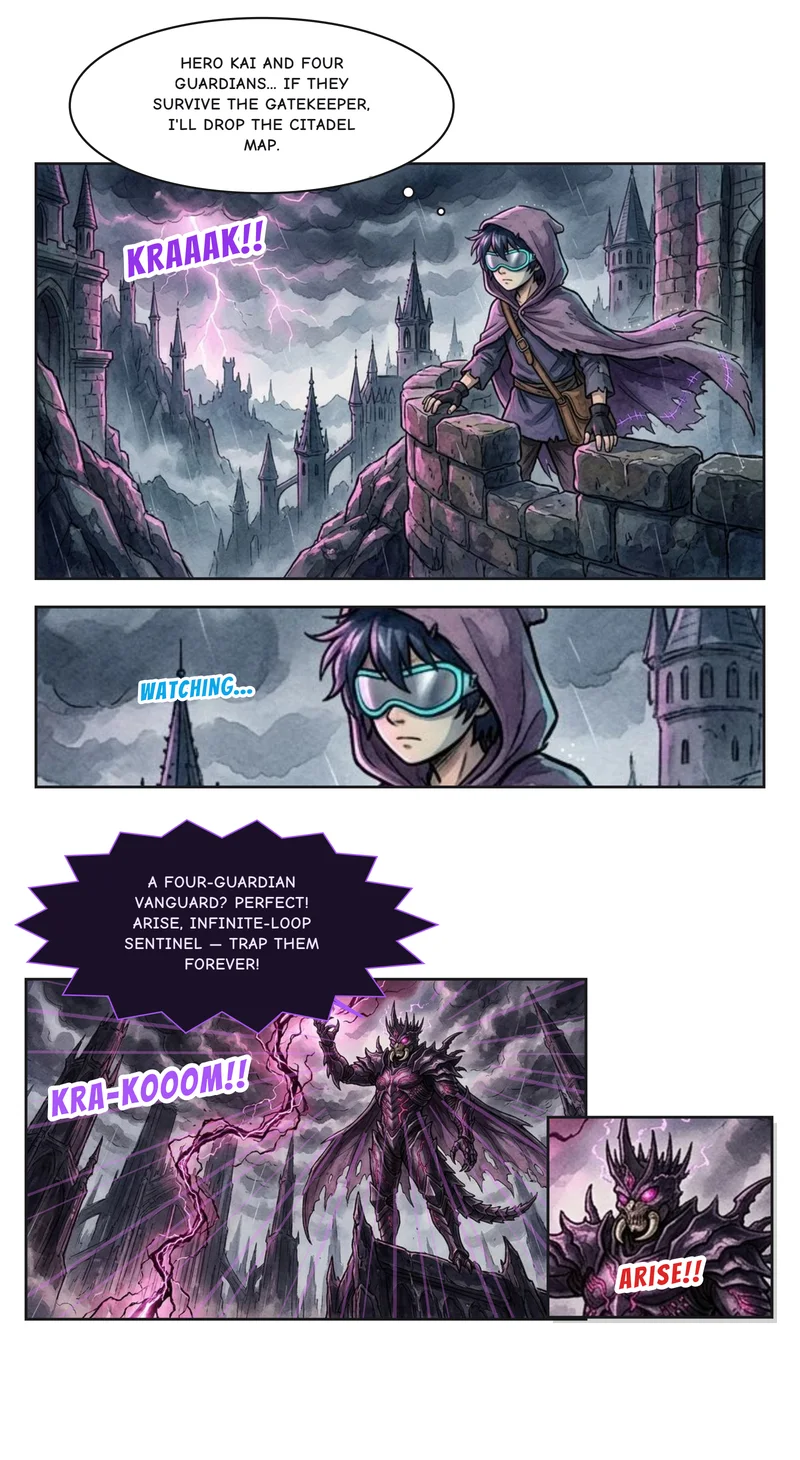 HERO KAI AND FOUR
GUARDIANS... IF THEY
SURVIVE THE GATEKEEPER,
I'LL DROP THE CITADEL
MAP.
KRAAAK!!
WATCHING...
A FOUR-GUARDIAN
VANGUARD? PERFECT!
ARISE, INFINITE-LOOP
SENTINEL — TRAP THEM
FOREVER!
KRA-KOOOM!!
ARISE!!